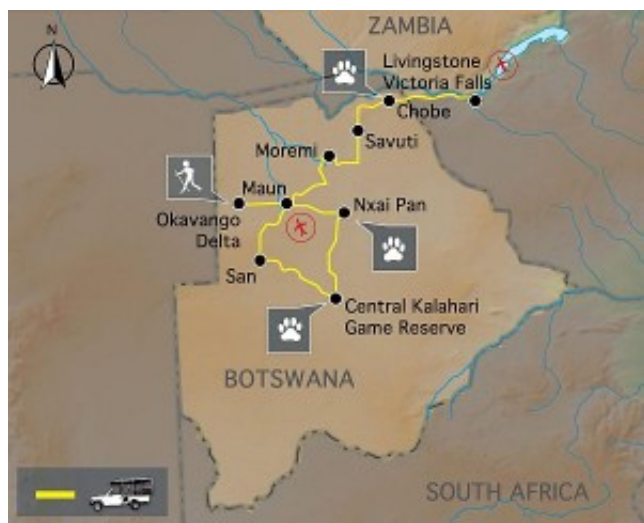 ZAMBIA
N
Livingstone
Victoria Falls
Chobe
Savuti
Moremi
Maun
Nxai Pan
Okavango
Delta
San
Central Kalahari
Game Reserve
BOTSWANA
SOUTH AFRICA